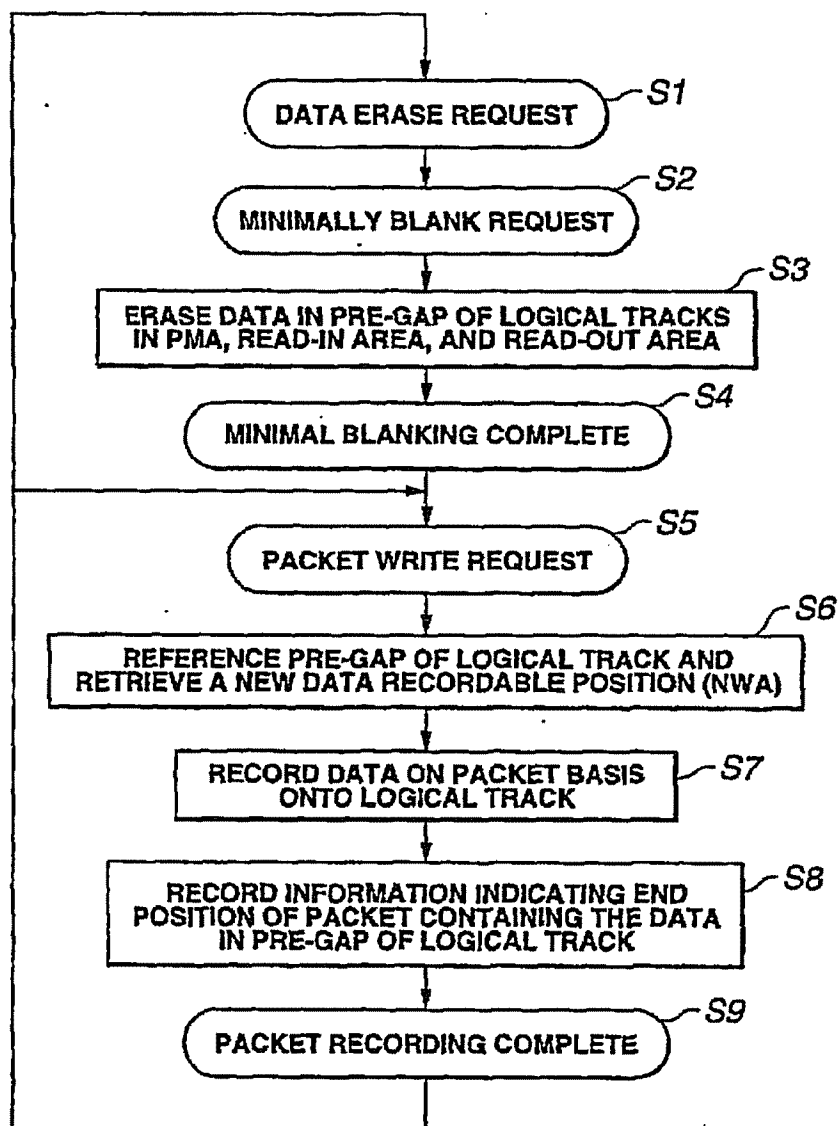 S1
DATA ERASE REQUEST
S2
MINIMALLY BLANK REQUEST
S3
ERASE DATA IN PRE-GAP OF LOGICAL TRACKS
IN PMA, READ-IN AREA, AND READ-OUT AREA
S4
MINIMAL BLANKING COMPLETE
S5
PACKET WRITE REQUEST
S6
REFERENCE PRE-GAP OF LOGICAL TRACK AND
RETRIEVE A NEW DATA RECORDABLE POSITION (NWA)
S7
RECORD DATA ON PACKET BASIS
ONTO LOGICAL TRACK
S8
RECORD INFORMATION INDICATING END
POSITION OF PACKET CONTAINING THE DATA
IN PRE-GAP OF LOGICAL TRACK
S9
PACKET RECORDING COMPLETE